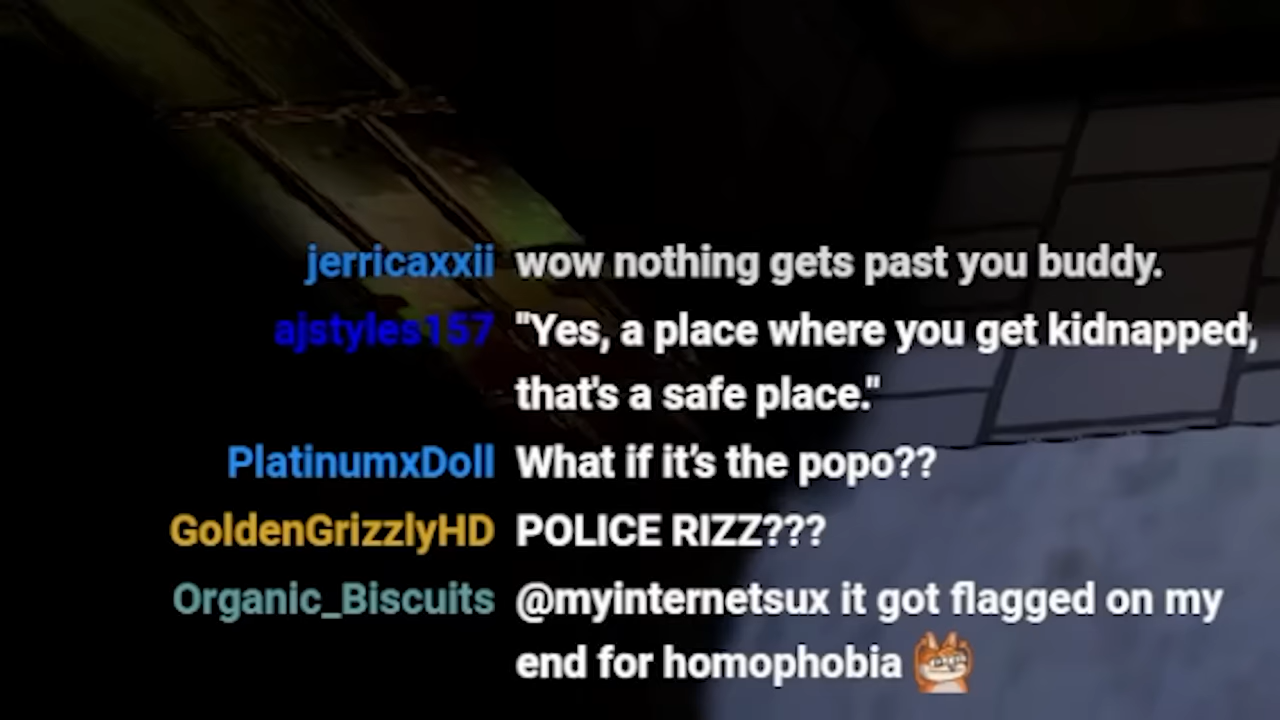 jerricaxxii wow nothing gets past you buddy.
ajstyles157 "Yes, a place where you get kidnapped,
that's a safe place."
PlatinumxDoll What if it’s the popo??
GoldenGrizzlyHD POLICE RIZZ???
Organic_Biscuits @myinternetsux it got flagged on my
end for homophobia